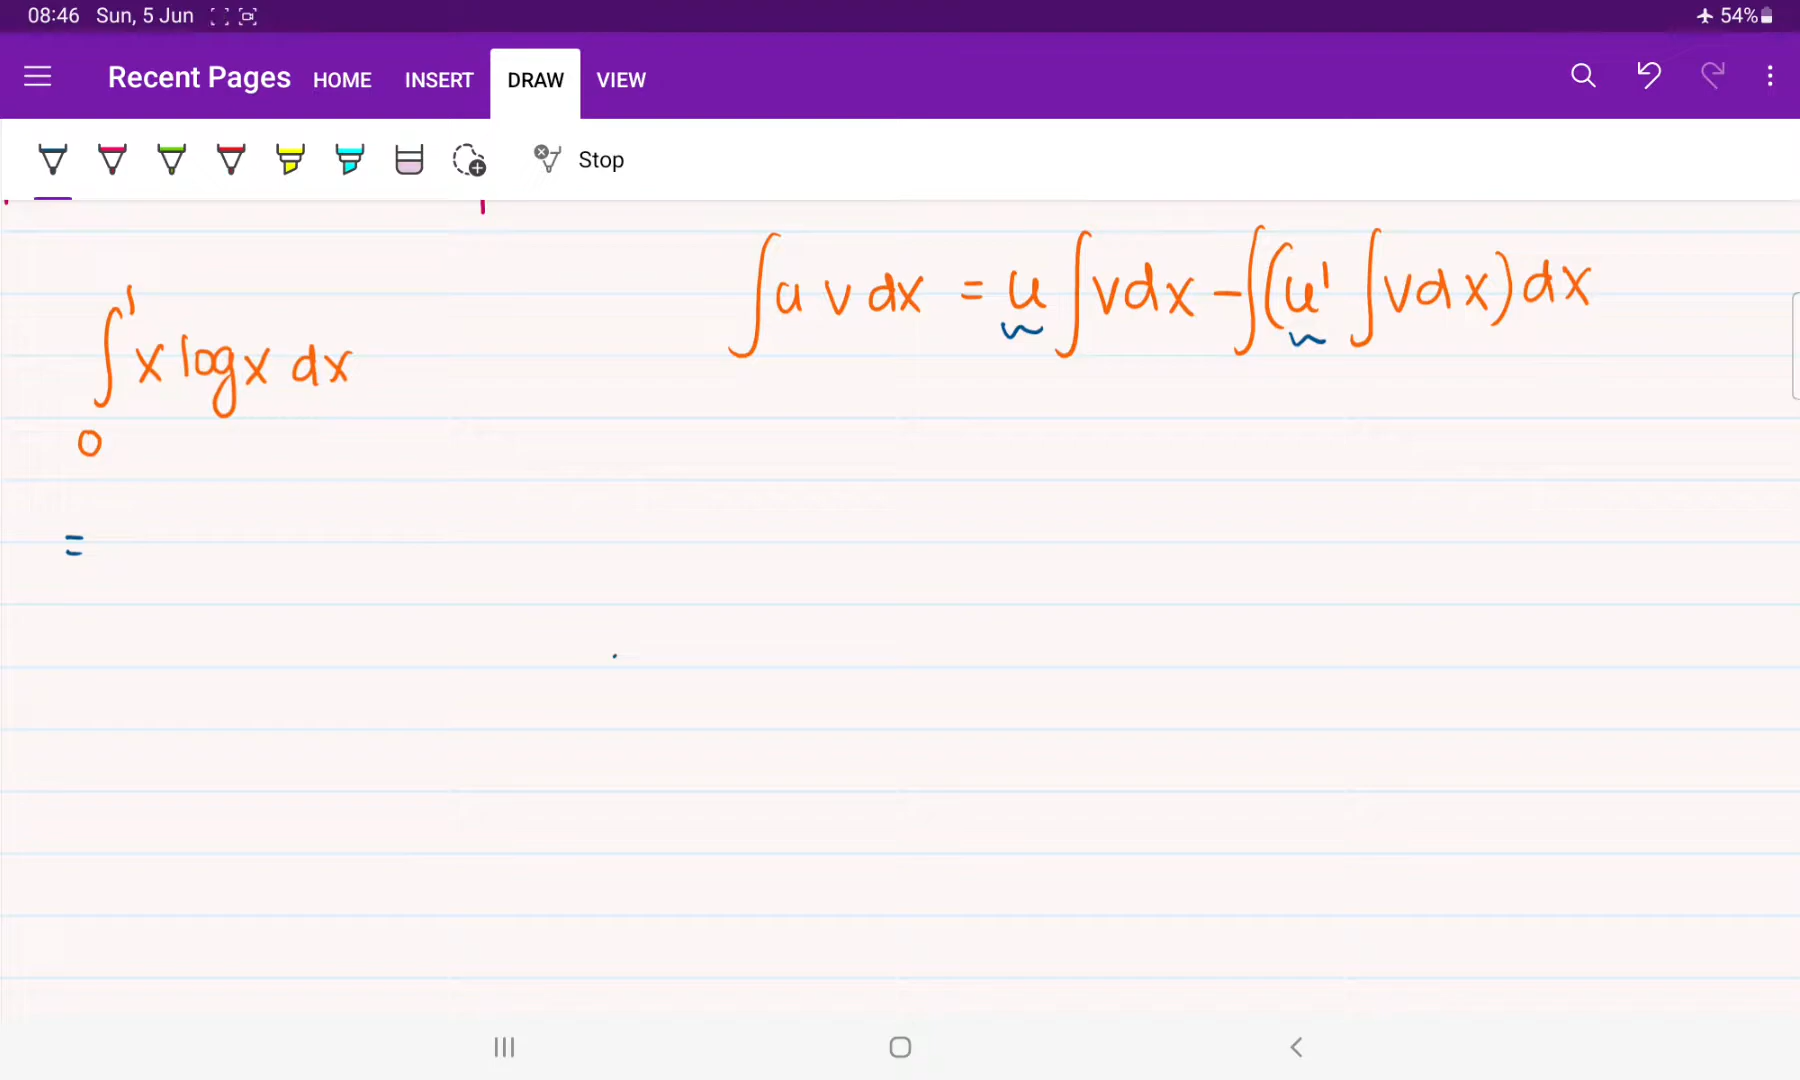 08:46 Sun, 5 Jun 54%
Recent Pages HOME INSERT DRAW VIEW
Stop
∫ u v dx = u ∫ v dx - ∫ (u' ∫ v dx) dx
∫₀¹ x log x dx
=